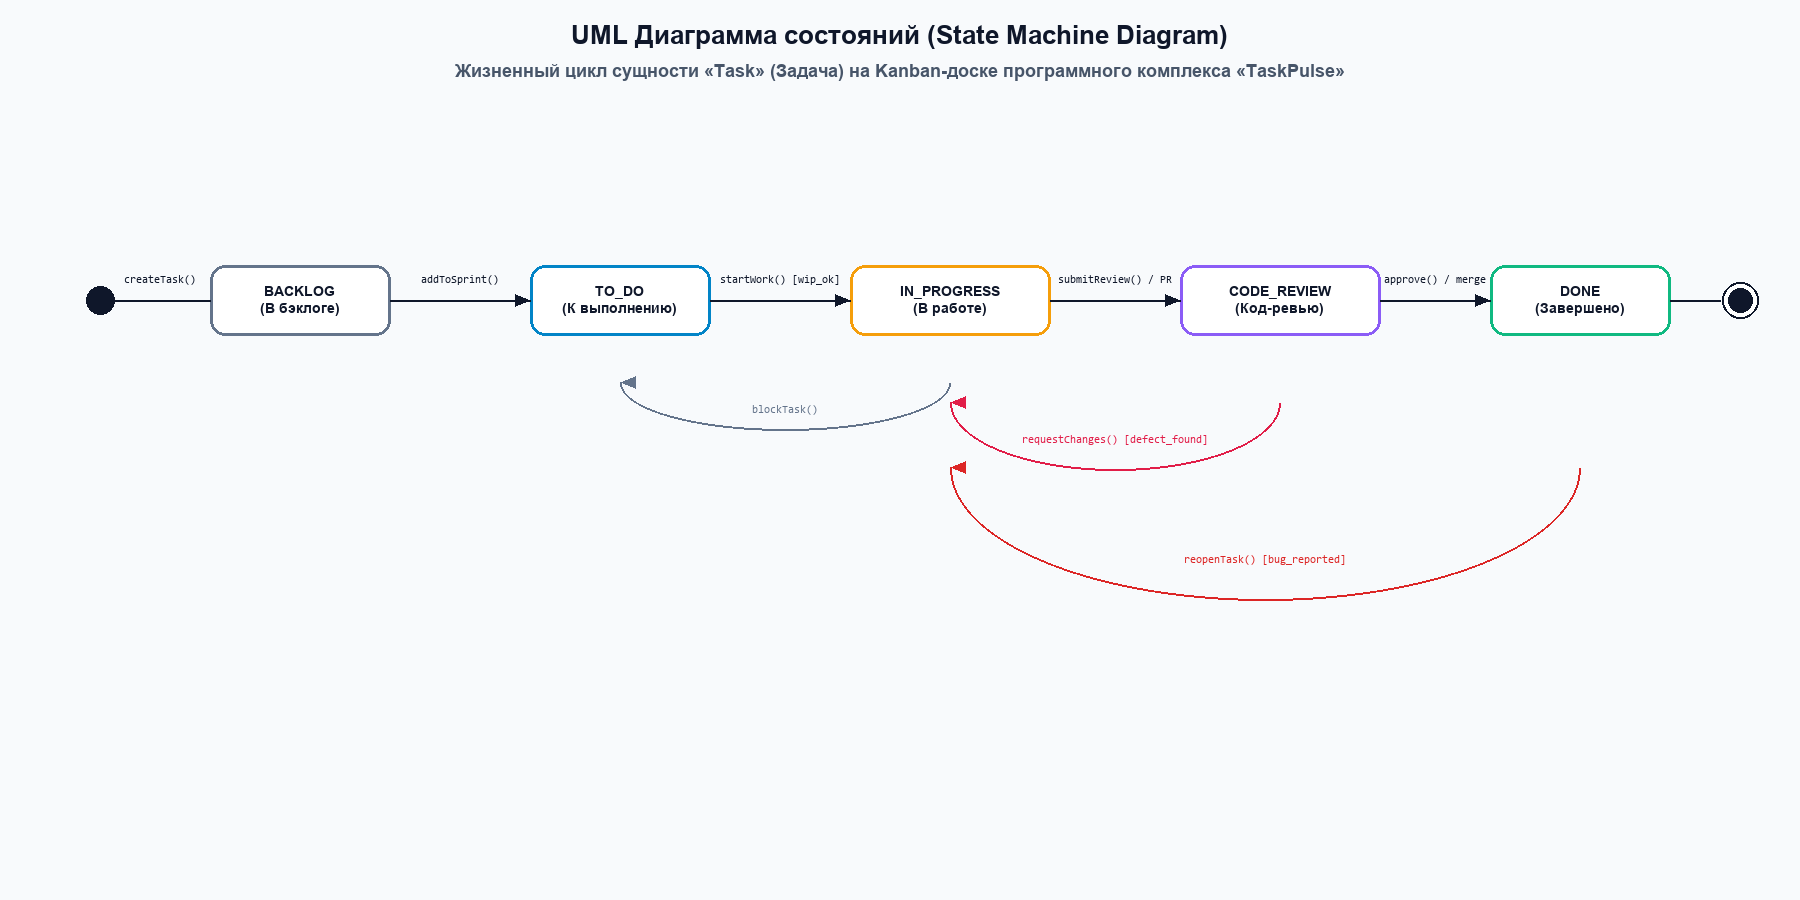 UML Диаграмма состояний (State Machine Diagram)
Жизненный цикл сущности «Task» (Задача) на Kanban-доске программного комплекса «TaskPulse»
createTask()
BACKLOG
(В бэклоге)
addToSprint()
TO_DO
(К выполнению)
startWork() [wip_ok]
IN_PROGRESS
(В работе)
submitReview() / PR
CODE_REVIEW
(Код-ревью)
approve() / merge
DONE
(Завершено)
blockTask()
requestChanges() [defect_found]
reopenTask() [bug_reported]